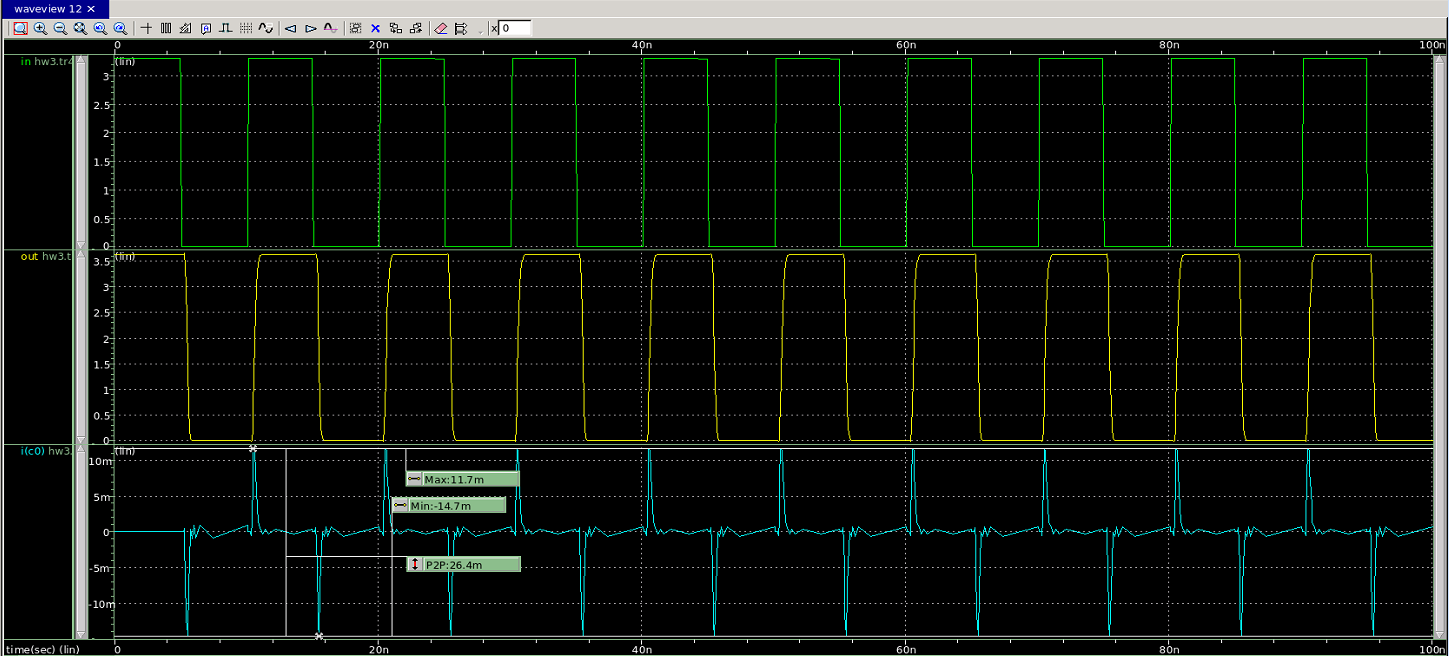 waveview 12 ×
x 0
0 20n 40n 60n 80n 100n
in hw3.tr (lin)
3
2.5
2
1.5
1
0.5
0
out hw3.t (lin)
3.5
3
2.5
2
1.5
1
0.5
0
i(c0) hw3. (lin)
10m
5m
0
-5m
-10m
Max:11.7m
Min:-14.7m
P2P:26.4m
time(sec) (lin) 0 20n 40n 60n 80n 100n